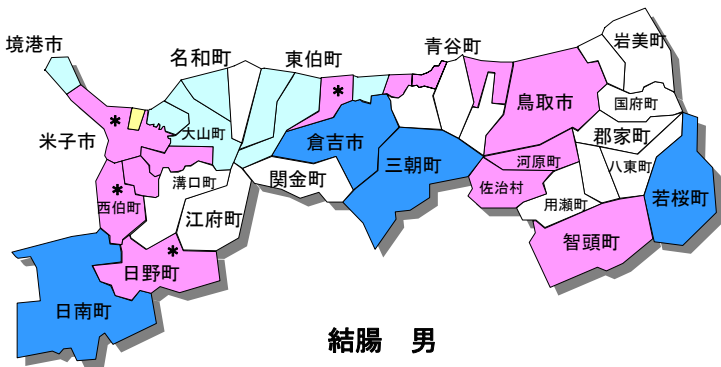 境港市
名和町
東伯町
青谷町
岩美町
米子市
*
大山町
*
鳥取市
国府町
郡家町
倉吉市
三朝町
河原町
八東町
*
西伯町
溝口町
関金町
佐治村
用瀬町
若桜町
江府町
智頭町
*
日野町
日南町
結腸 男